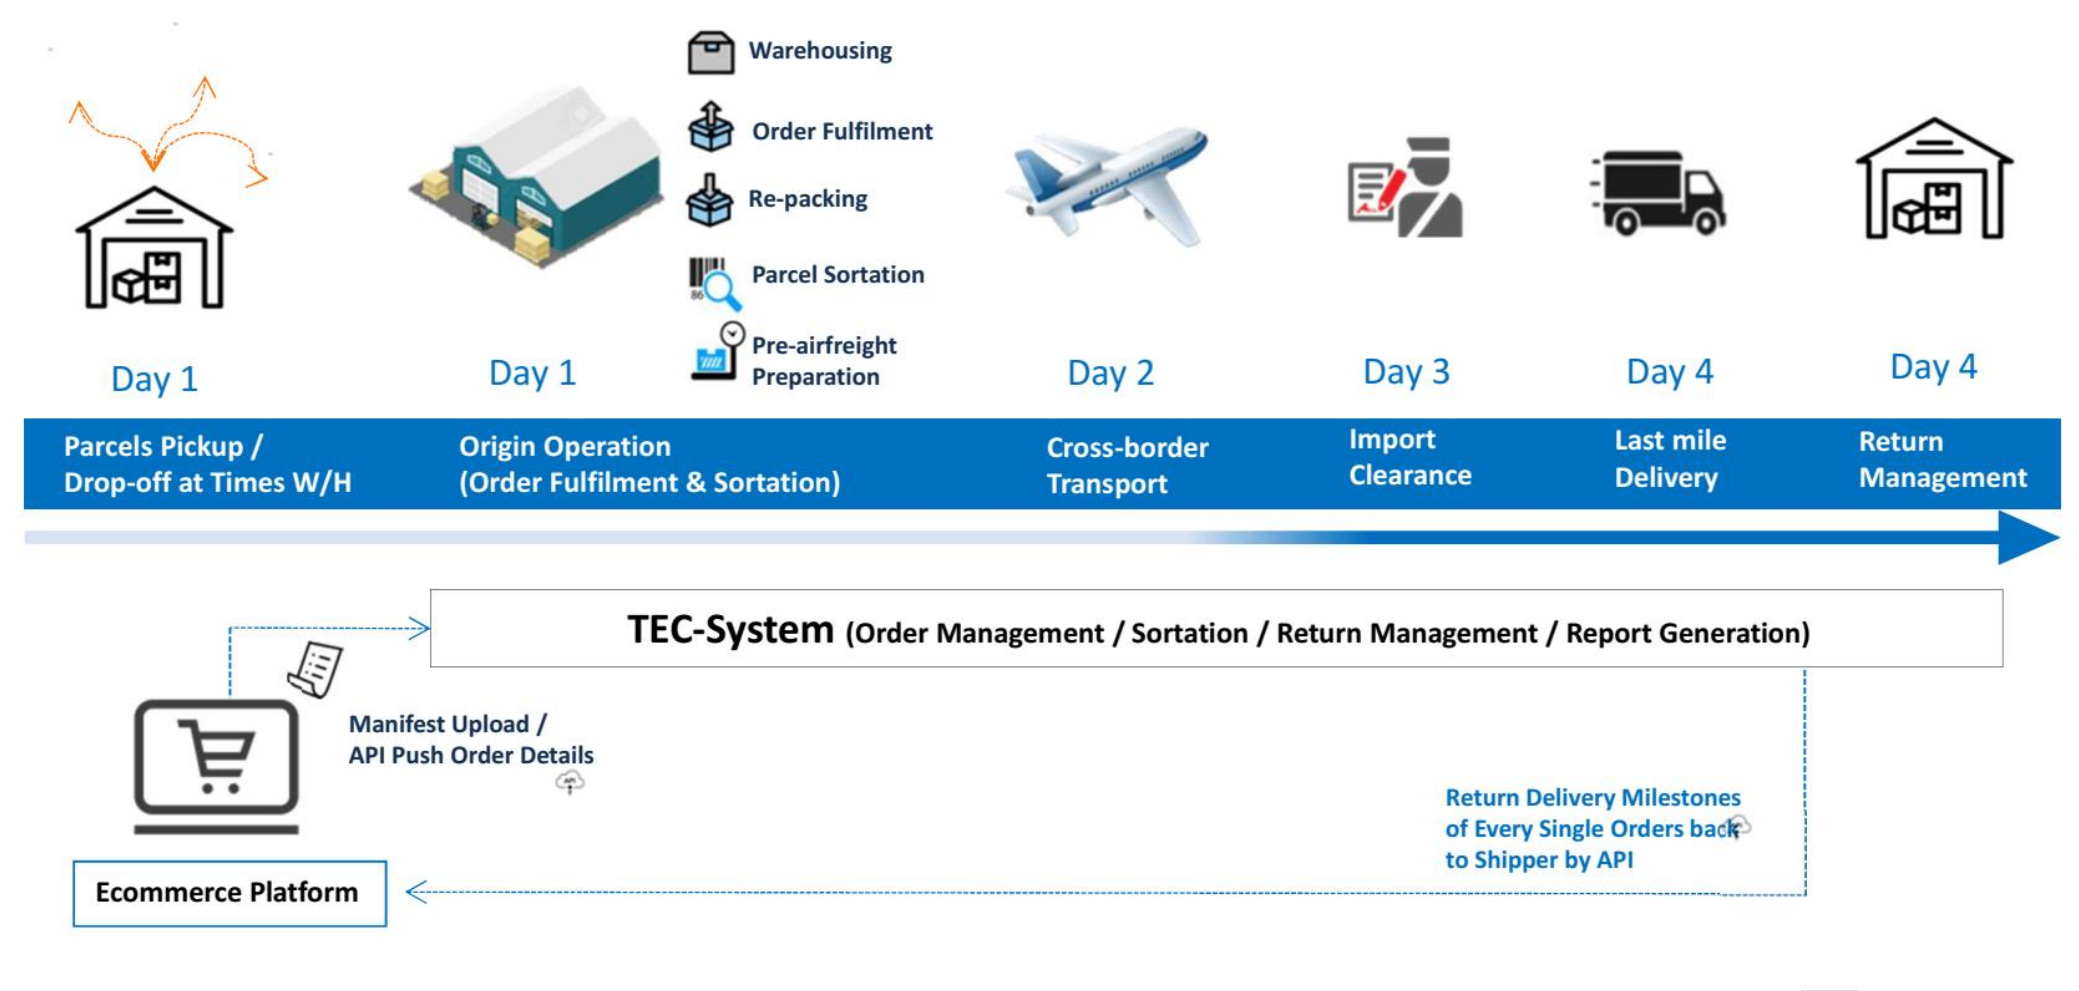 Warehousing
Order Fulfilment
Re-packing
86
Parcel Sortation
Pre-airfreight
Preparation
Day 1
Day 1
Day 2
Day 3
Day 4
Day 4
Parcels Pickup /
Drop-off at Times W/H
Origin Operation
(Order Fulfilment & Sortation)
Cross-border
Transport
Import
Clearance
Last mile
Delivery
Return
Management
TEC-System (Order Management / Sortation / Return Management / Report Generation)
Manifest Upload /
API Push Order Details
API
Return Delivery Milestones
of Every Single Orders back
to Shipper by API
Ecommerce Platform